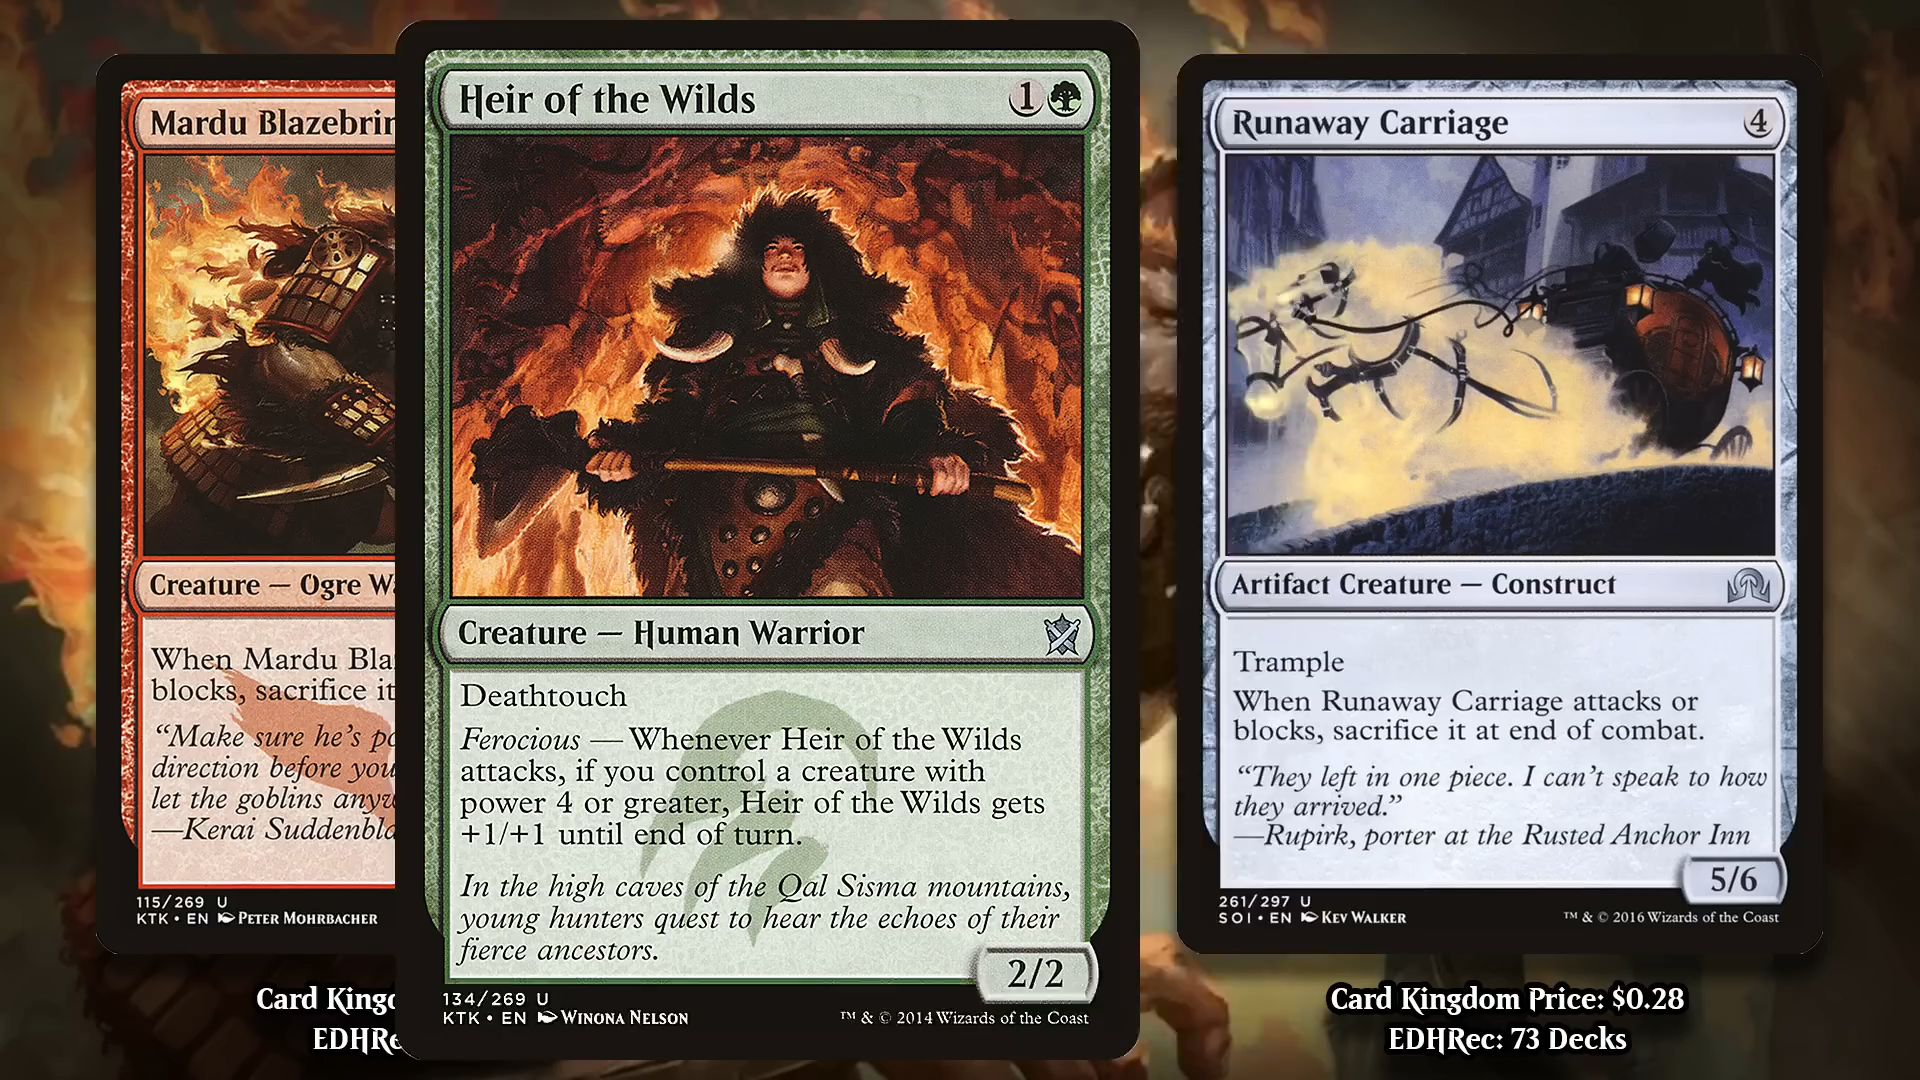 Mardu Blazebrin
Creature — Ogre Wa
When Mardu Bla
blocks, sacrifice it
“Make sure he’s po
direction before you
let the goblins anyw
—Kerai Suddenbla
115/269 U
KTK • EN Peter Mohrbacher
Card Kingd
EDHRe
Heir of the Wilds 1
Creature — Human Warrior
Deathtouch
Ferocious — Whenever Heir of the Wilds
attacks, if you control a creature with
power 4 or greater, Heir of the Wilds gets
+1/+1 until end of turn.
In the high caves of the Qal Sisma mountains,
young hunters quest to hear the echoes of their
fierce ancestors.
2/2
134/269 U
KTK • EN Winona Nelson
™ & © 2014 Wizards of the Coast
Runaway Carriage 4
Artifact Creature — Construct
Trample
When Runaway Carriage attacks or
blocks, sacrifice it at end of combat.
“They left in one piece. I can’t speak to how
they arrived.”
—Rupirk, porter at the Rusted Anchor Inn
5/6
261/297 U
SOI • EN Kev Walker
™ & © 2016 Wizards of the Coast
Card Kingdom Price: $0.28
EDHRec: 73 Decks